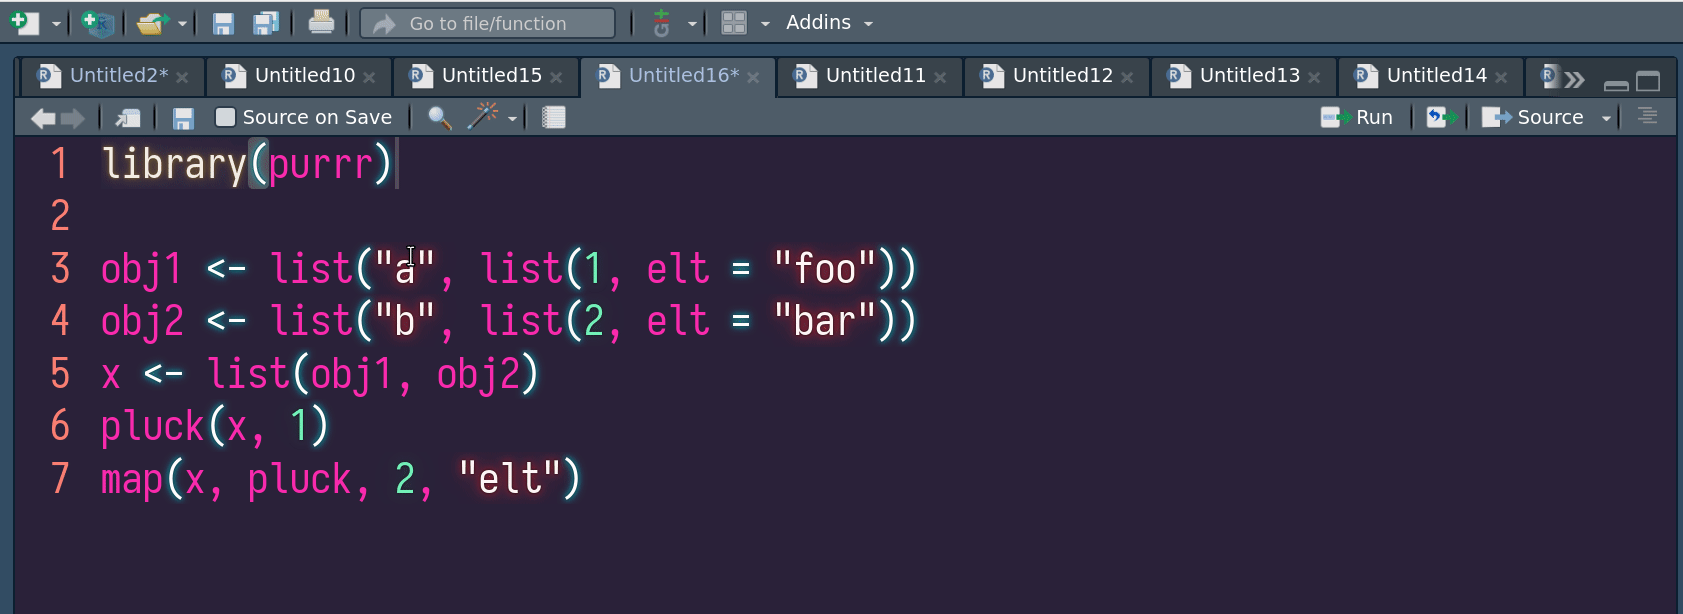 Go to file/function Addins
Untitled2* Untitled10 Untitled15 Untitled16* Untitled11 Untitled12 Untitled13 Untitled14
Source on Save Run Source
1 library(purrr)
2
3 obj1 <- list("a", list(1, elt = "foo"))
4 obj2 <- list("b", list(2, elt = "bar"))
5 x <- list(obj1, obj2)
6 pluck(x, 1)
7 map(x, pluck, 2, "elt")